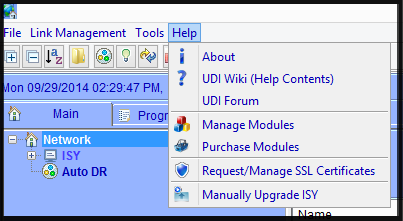 File Link Management Tools Help
About
UDI Wiki (Help Contents)
UDI Forum
Manage Modules
Purchase Modules
Request/Manage SSL Certificates
Manually Upgrade ISY
Mon 09/29/2014 02:29:47 PM,
Main Progr
Network
ISY
Auto DR
Name